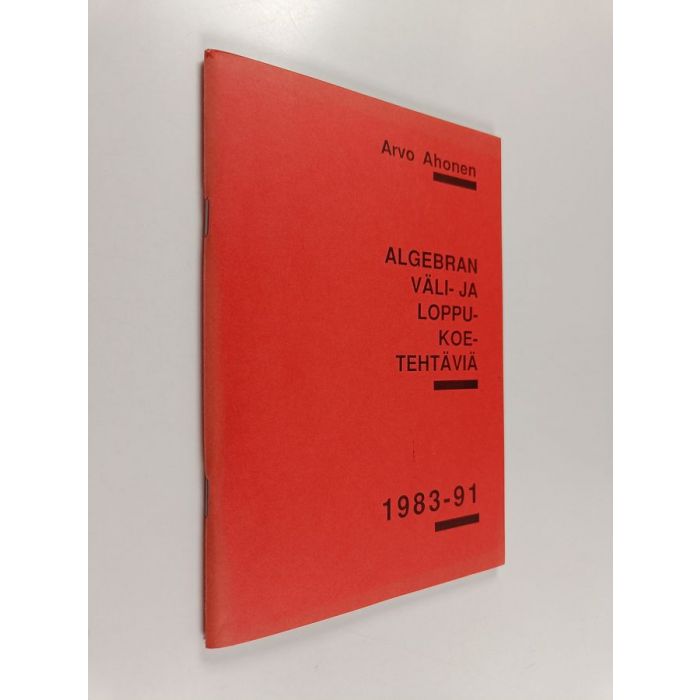 Arvo Ahonen
ALGEBRAN
VÄLI- JA
LOPPU-
KOE-
TEHTÄVIÄ
1983-91